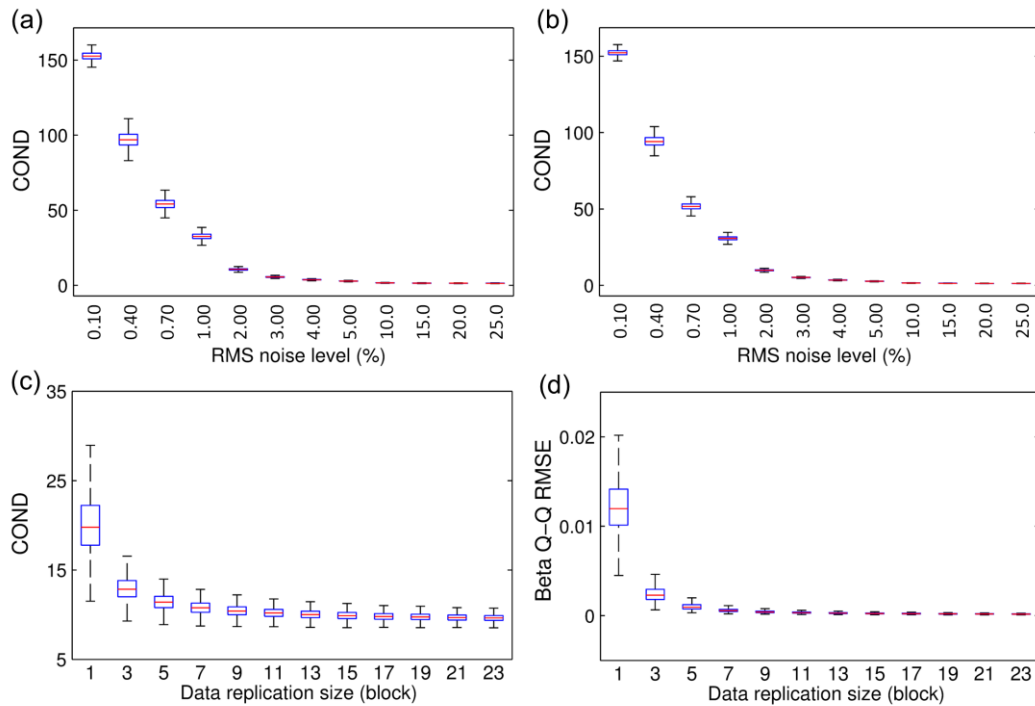 (a)
COND
150
100
50
0
0.10 0.40 0.70 1.00 2.00 3.00 4.00 5.00 10.0 15.0 20.0 25.0
RMS noise level (%)
(b)
COND
150
100
50
0
0.10 0.40 0.70 1.00 2.00 3.00 4.00 5.00 10.0 15.0 20.0 25.0
RMS noise level (%)
(c)
COND
35
25
15
5
1 3 5 7 9 11 13 15 17 19 21 23
Data replication size (block)
(d)
Beta Q−Q RMSE
0.02
0.01
0
1 3 5 7 9 11 13 15 17 19 21 23
Data replication size (block)